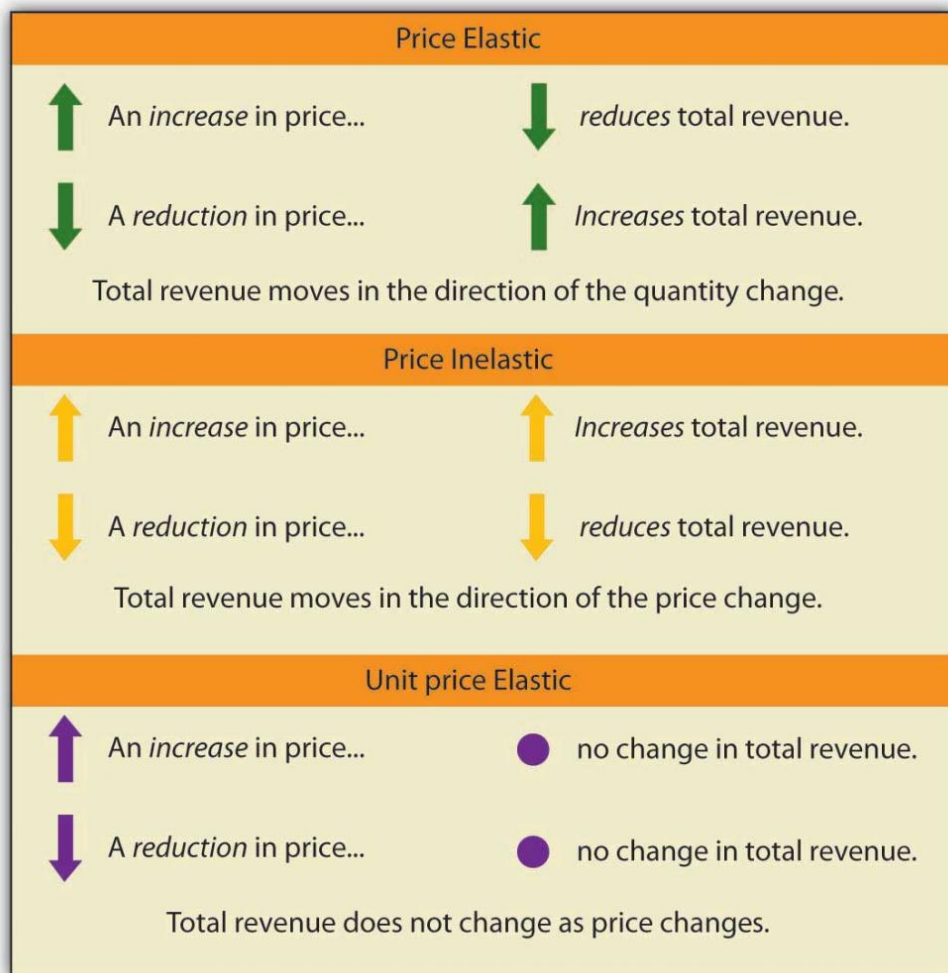 Price Elastic
An increase in price... reduces total revenue.
A reduction in price... Increases total revenue.
Total revenue moves in the direction of the quantity change.
Price Inelastic
An increase in price... Increases total revenue.
A reduction in price... reduces total revenue.
Total revenue moves in the direction of the price change.
Unit price Elastic
An increase in price... no change in total revenue.
A reduction in price... no change in total revenue.
Total revenue does not change as price changes.